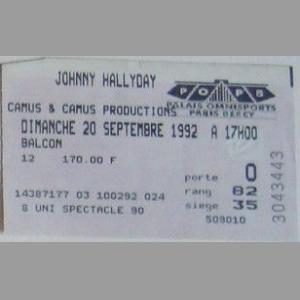 JOHNNY HALLYDAY
POPB
CAMUS & CAMUS PRODUCTIONS
PALAIS OMNISPORTS
PARIS BERCY
DIMANCHE 20 SEPTEMBRE 1992 A 17H00
BALCON
12 170.00 F
porte 0
14387177 03 100292 024
rang 82
8 UNI SPECTACLE 90
siege 35
509010
3043443